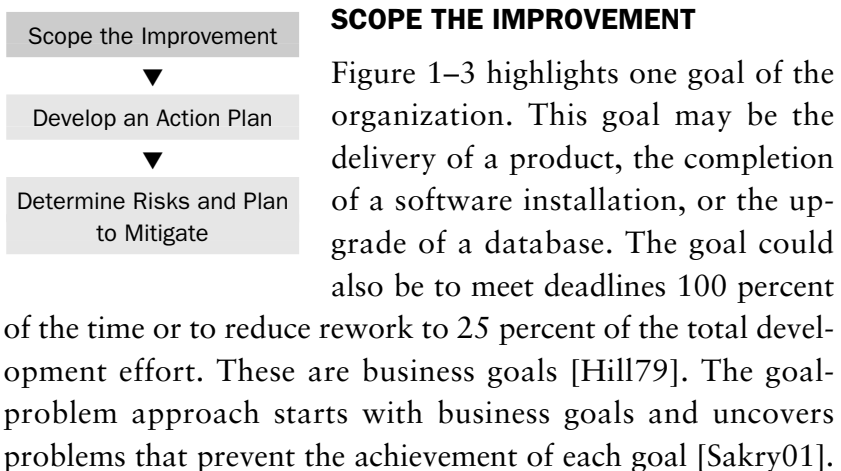 Scope the Improvement
▼
Develop an Action Plan
▼
Determine Risks and Plan
to Mitigate
SCOPE THE IMPROVEMENT
Figure 1–3 highlights one goal of the
organization. This goal may be the
delivery of a product, the completion
of a software installation, or the up-
grade of a database. The goal could
also be to meet deadlines 100 percent
of the time or to reduce rework to 25 percent of the total devel-
opment effort. These are business goals [Hill79]. The goal-
problem approach starts with business goals and uncovers
problems that prevent the achievement of each goal [Sakry01].